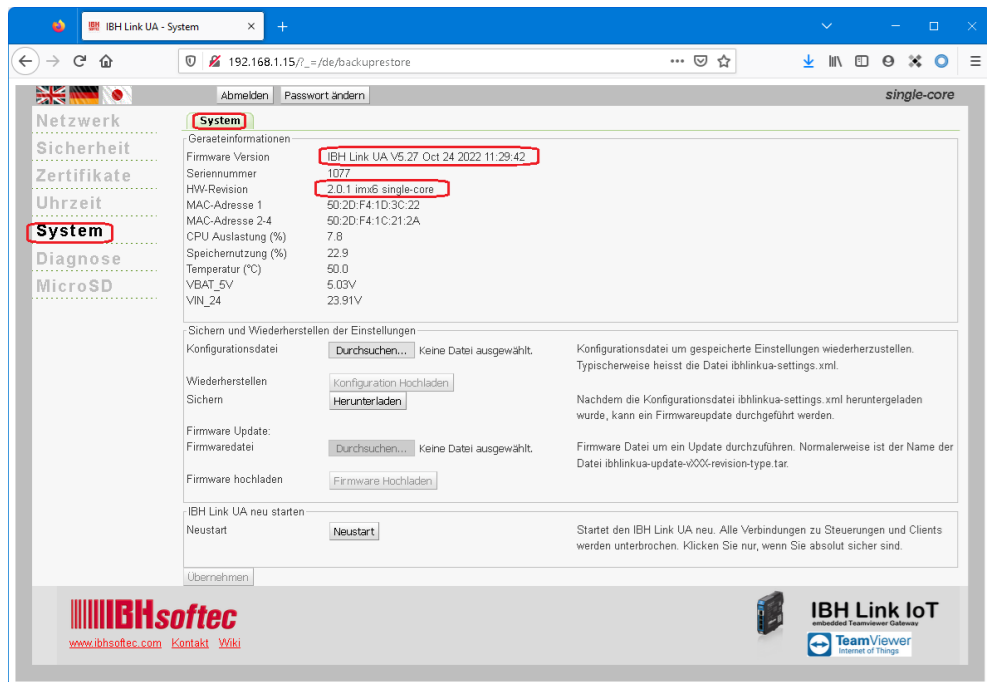 IBH Link UA - System
192.168.1.15/?_=/de/backuprestore
Abmelden Passwort ändern single-core
Netzwerk
Sicherheit
Zertifikate
Uhrzeit
System
Diagnose
MicroSD
System
Geraeteinformationen
Firmware Version IBH Link UA V5.27 Oct 24 2022 11:29:42
Seriennummer 1077
HW-Revision 2.0.1 imx6 single-core
MAC-Adresse 1 50:2D:F4:1D:3C:22
MAC-Adresse 2-4 50:2D:F4:1C:21:2A
CPU Auslastung (%) 7.8
Speichernutzung (%) 22.9
Temperatur (°C) 50.0
VBAT_5V 5.03V
VIN_24 23.91V
Sichern und Wiederherstellen der Einstellungen
Konfigurationsdatei Durchsuchen... Keine Datei ausgewählt. Konfigurationsdatei um gespeicherte Einstellungen wiederherzustellen.
Typischerweise heisst die Datei ibhlinkua-settings.xml.
Wiederherstellen Konfiguration Hochladen
Sichern Herunterladen Nachdem die Konfigurationsdatei ibhlinkua-settings.xml heruntergeladen
wurde, kann ein Firmwareupdate durchgeführt werden.
Firmware Update:
Firmwaredatei Durchsuchen... Keine Datei ausgewählt. Firmware Datei um ein Update durchzuführen. Normalerweise ist der Name der
Datei ibhlinkua-update-vXXX-revision-type.tar.
Firmware hochladen Firmware Hochladen
IBH Link UA neu starten
Neustart Neustart Startet den IBH Link UA neu. Alle Verbindungen zu Steuerungen und Clients
werden unterbrochen. Klicken Sie nur, wenn Sie absolut sicher sind.
Übernehmen
IBHsoftec
www.ibhsoftec.com Kontakt Wiki
IBH Link IoT
embedded Teamviewer Gateway
TeamViewer
Internet of Things